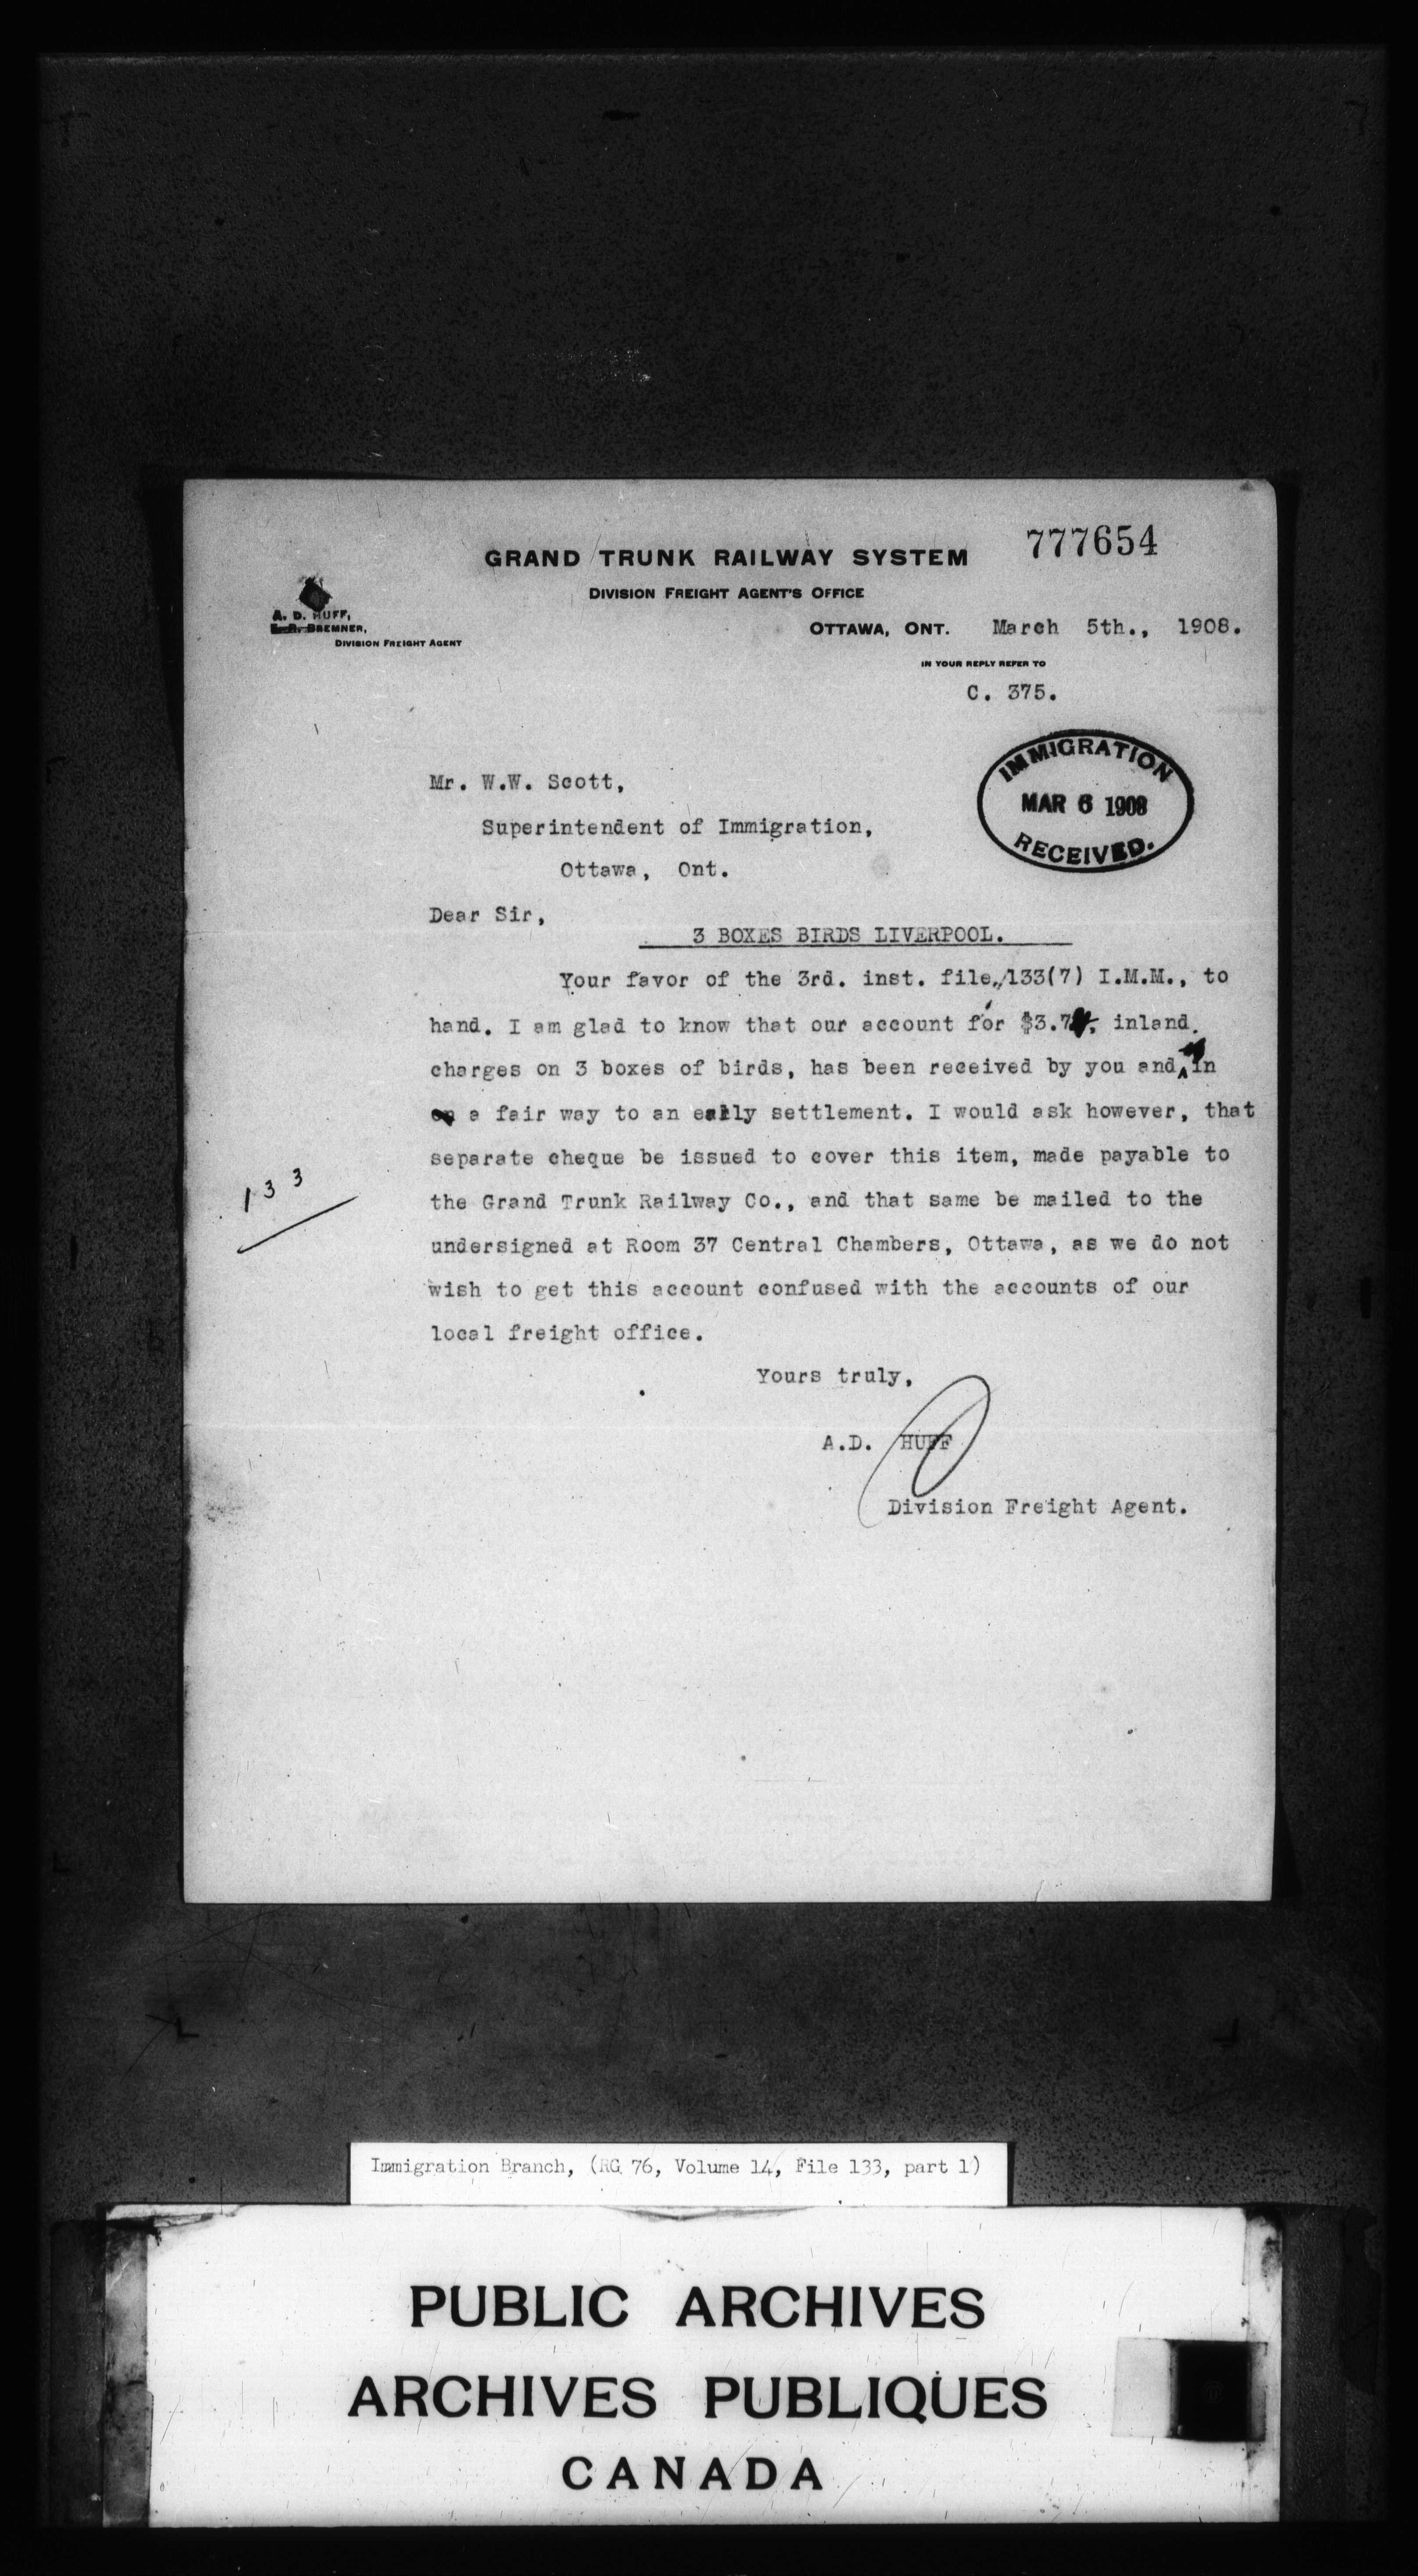 777654
GRAND TRUNK RAILWAY SYSTEM
DIVISION FREIGHT AGENT'S OFFICE
A. D. HUFF,
BREMNER,
DIVISION FREIGHT AGENT
OTTAWA, ONT. March 5th., 1908.
IN YOUR REPLY REFER TO
C. 375.
IMMIGRATION
MAR 6 1908
RECEIVED.
Mr. W.W. Scott,
Superintendent of Immigration,
Ottawa, Ont.
Dear Sir,
3 BOXES BIRDS LIVERPOOL.
Your favor of the 3rd. inst. file,/133(7) I.M.M., to
hand. I am glad to know that our account for $3.7 inland
charges on 3 boxes of birds, has been received by you and in
a fair way to an early settlement. I would ask however, that
separate cheque be issued to cover this item, made payable to
the Grand Trunk Railway Co., and that same be mailed to the
undersigned at Room 37 Central Chambers, Ottawa, as we do not
wish to get this account confused with the accounts of our
local freight office.
133
Yours truly,
A.D. HUFF
Division Freight Agent.
Immigration Branch, (RG 76, Volume 14, File 133, part 1)
PUBLIC ARCHIVES
ARCHIVES PUBLIQUES
CANADA